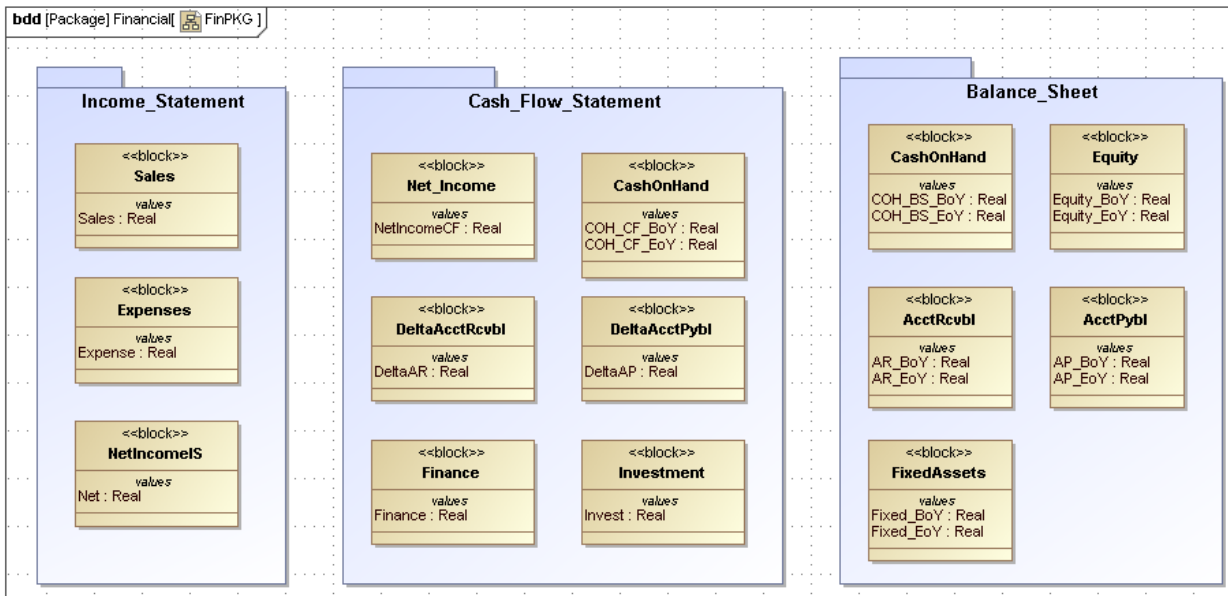 bdd [Package] Financial[ FinPKG ]
Income_Statement
<<block>>
Sales
values
Sales : Real
<<block>>
Expenses
values
Expense : Real
<<block>>
NetIncomeIS
values
Net : Real
Cash_Flow_Statement
<<block>>
Net_Income
values
NetIncomeCF : Real
<<block>>
CashOnHand
values
COH_CF_BoY : Real
COH_CF_EoY : Real
<<block>>
DeltaAcctRcvbl
values
DeltaAR : Real
<<block>>
DeltaAcctPybl
values
DeltaAP : Real
<<block>>
Finance
values
Finance : Real
<<block>>
Investment
values
Invest : Real
Balance_Sheet
<<block>>
CashOnHand
values
COH_BS_BoY : Real
COH_BS_EoY : Real
<<block>>
Equity
values
Equity_BoY : Real
Equity_EoY : Real
<<block>>
AcctRcvbl
values
AR_BoY : Real
AR_EoY : Real
<<block>>
AcctPybl
values
AP_BoY : Real
AP_EoY : Real
<<block>>
FixedAssets
values
Fixed_BoY : Real
Fixed_EoY : Real